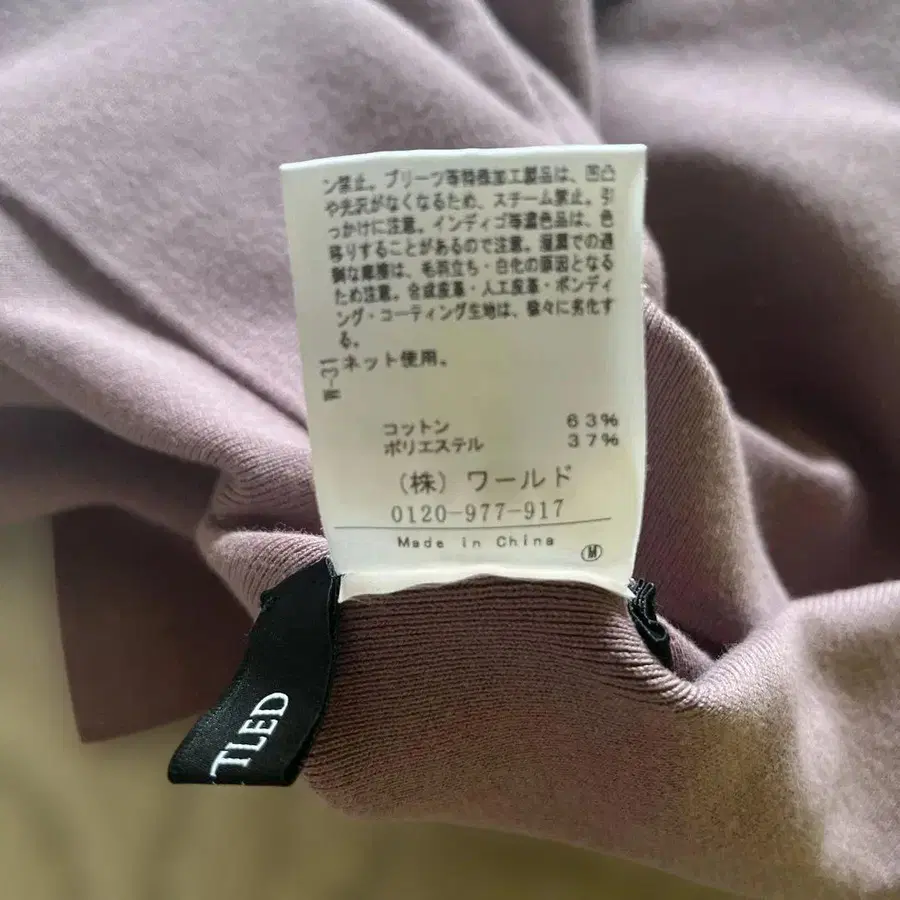 ン禁止。プリーツ等特殊加工製品は、凹凸
や光沢がなくなるため、スチーム禁止。引
っかけに注意。インディゴ等濃色品は、色
移りすることがあるので注意。湿潤での過
剰な摩擦は、毛羽立ち・白化の原因となる
ため注意。合成皮革・人工皮革・ボンディ
ング・コーティング生地は、徐々に劣化す
る。
ネット使用。
W-31
コットン 63%
ポリエステル 37%
(株) ワールド
0120-977-917
Made in China
M
TLED